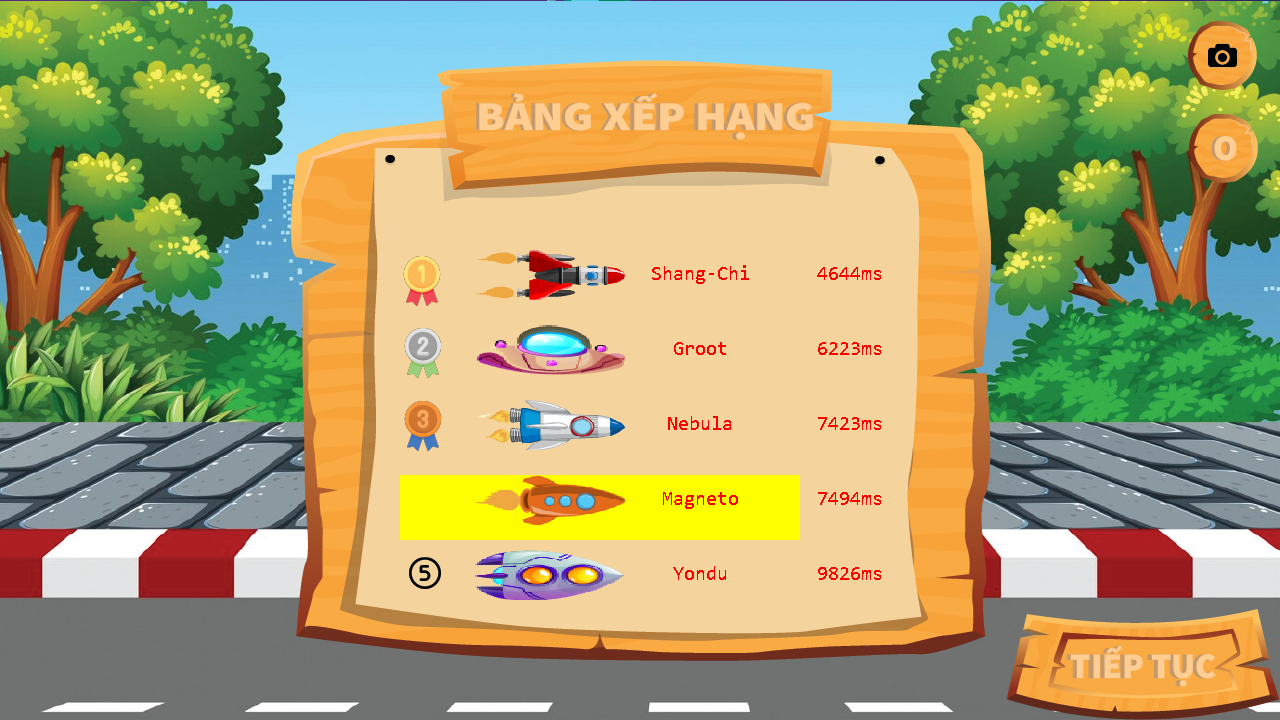 BẢNG XẾP HẠNG
O
1 Shang-Chi 4644ms
2 Groot 6223ms
3 Nebula 7423ms
Magneto 7494ms
5 Yondu 9826ms
TIẾP TỤC